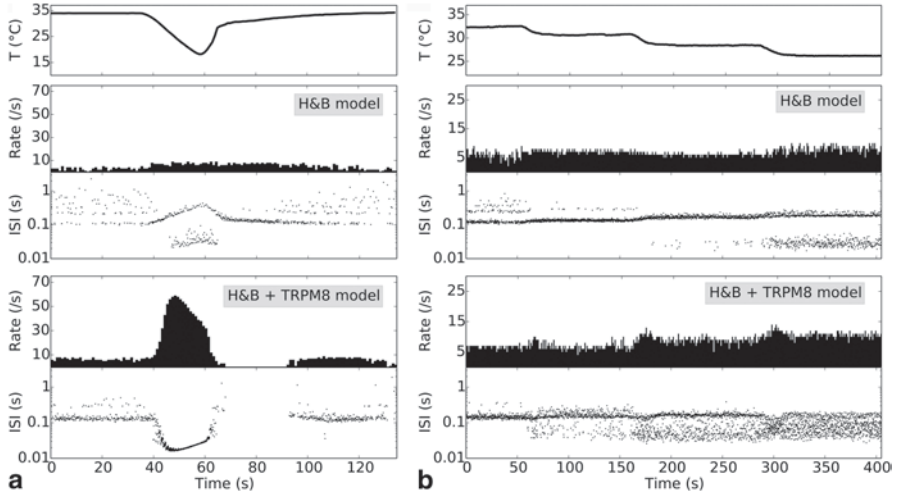 35
25
15
T (°C)
70
50
30
10
Rate (/s)
H&B model
1
0.1
0.01
ISI (s)
70
50
30
10
Rate (/s)
H&B + TRPM8 model
1
0.1
0.01
ISI (s)
0 20 40 60 80 100 120
Time (s)
a
35
30
25
T (°C)
25
15
5
Rate (/s)
H&B model
1
0.1
0.01
ISI (s)
25
15
5
Rate (/s)
H&B + TRPM8 model
1
0.1
0.01
ISI (s)
0 50 100 150 200 250 300 350 400
Time (s)
b